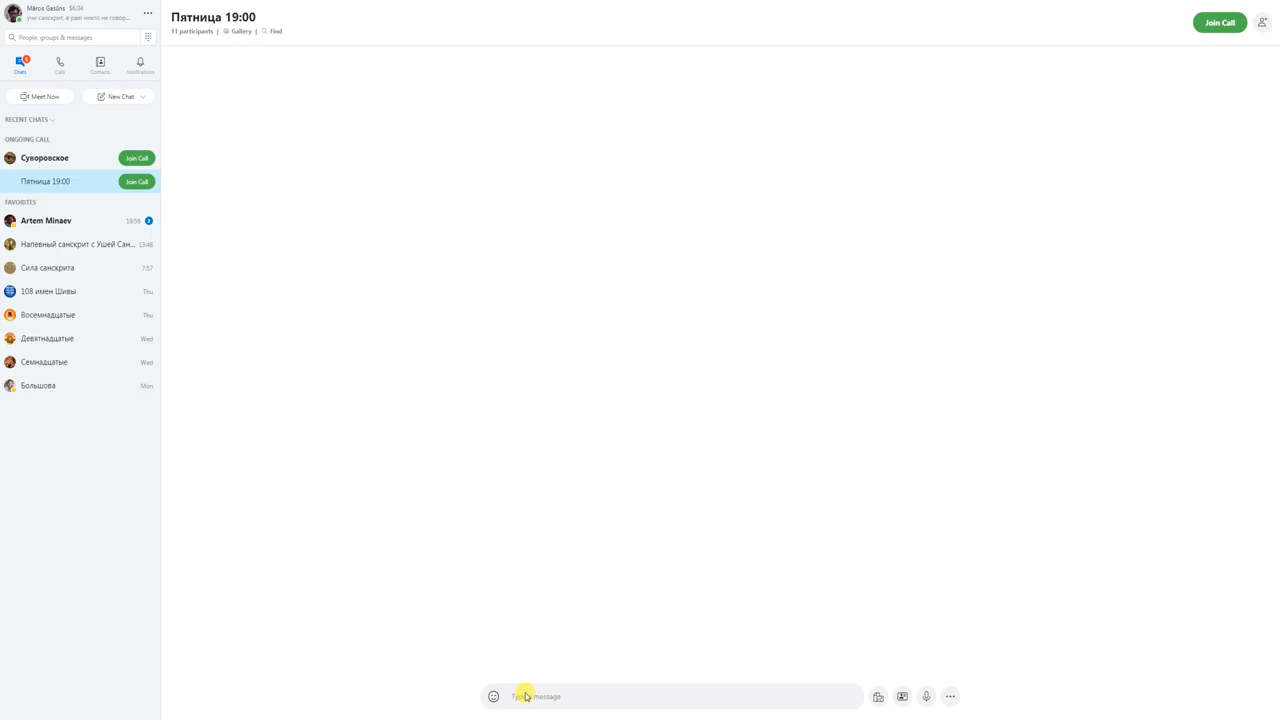 Mārcis Gasūns $6.04
учи санскрит, в раю никто не говор...
People, groups & messages
5
Chats
Calls
Contacts
Notifications
Meet Now
New Chat
RECENT CHATS
ONGOING CALL
Суворовское
Join Call
Пятница 19:00
Join Call
FAVORITES
Artem Minaev 19:56 2
Напевный санскрит с Ушей Сан... 13:48
Сила санскрита 7:57
108 имен Шивы Thu
Восемнадцатые Thu
Девятнадцатые Wed
Семнадцатые Wed
Большова Mon
Пятница 19:00
11 participants | Gallery | Find
Join Call
message